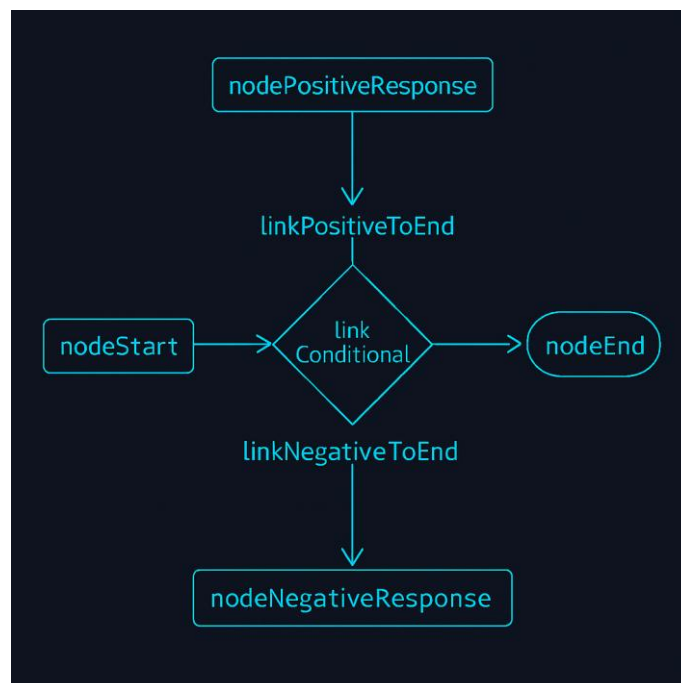 nodePositiveResponse
linkPositiveToEnd
nodeStart
link
Conditional
nodeEnd
linkNegativeToEnd
nodeNegativeResponse